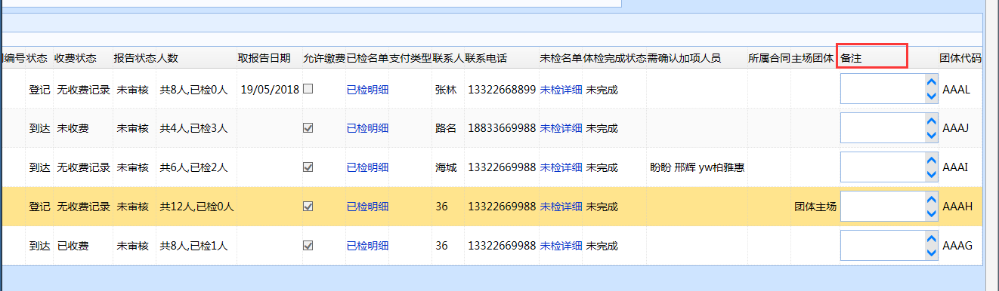 编号 状态 收费状态 报告状态 人数 取报告日期 允许缴费 已检名单 支付类型 联系人 联系电话 未检名单 体检完成状态 需确认加项人员 所属合同 主场团体 备注 团体代码
登记 无收费记录 未审核 共8人,已检0人 19/05/2018 已检明细 张林 13322668899 未检详细 未完成 AAAL
到达 未收费 未审核 共4人,已检3人 已检明细 路名 18833669988 未检详细 未完成 AAAJ
到达 无收费记录 未审核 共6人,已检2人 已检明细 海城 13322669988 未检详细 未完成 盼盼 邢辉 yw柏雅惠 AAAI
登记 无收费记录 未审核 共12人,已检0人 已检明细 36 13322669988 未检详细 未完成 团体主场 AAAH
到达 已收费 未审核 共8人,已检1人 已检明细 36 13322669988 未检详细 未完成 AAAG